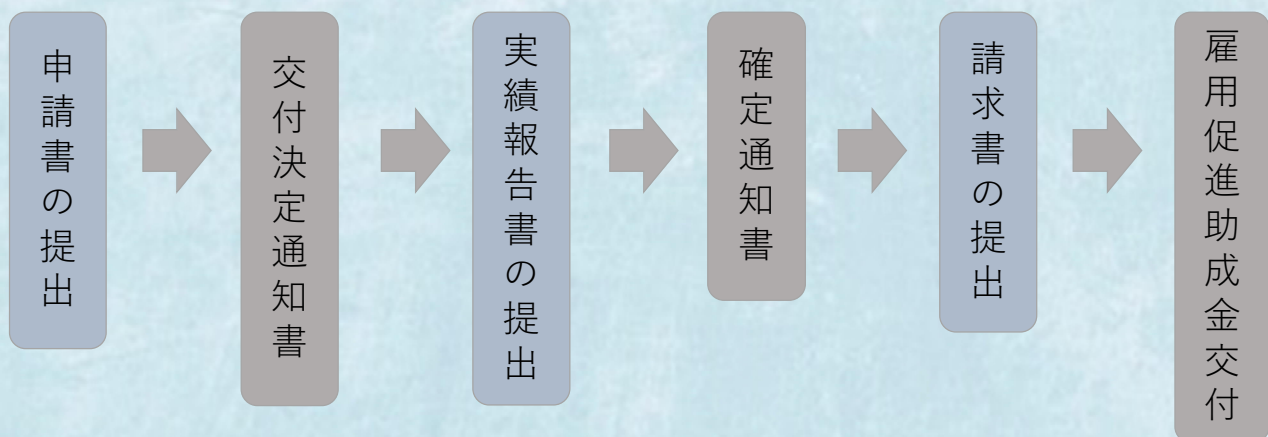 申請書の提出
交付決定通知書
実績報告書の提出
確定通知書
請求書の提出
雇用促進助成金交付